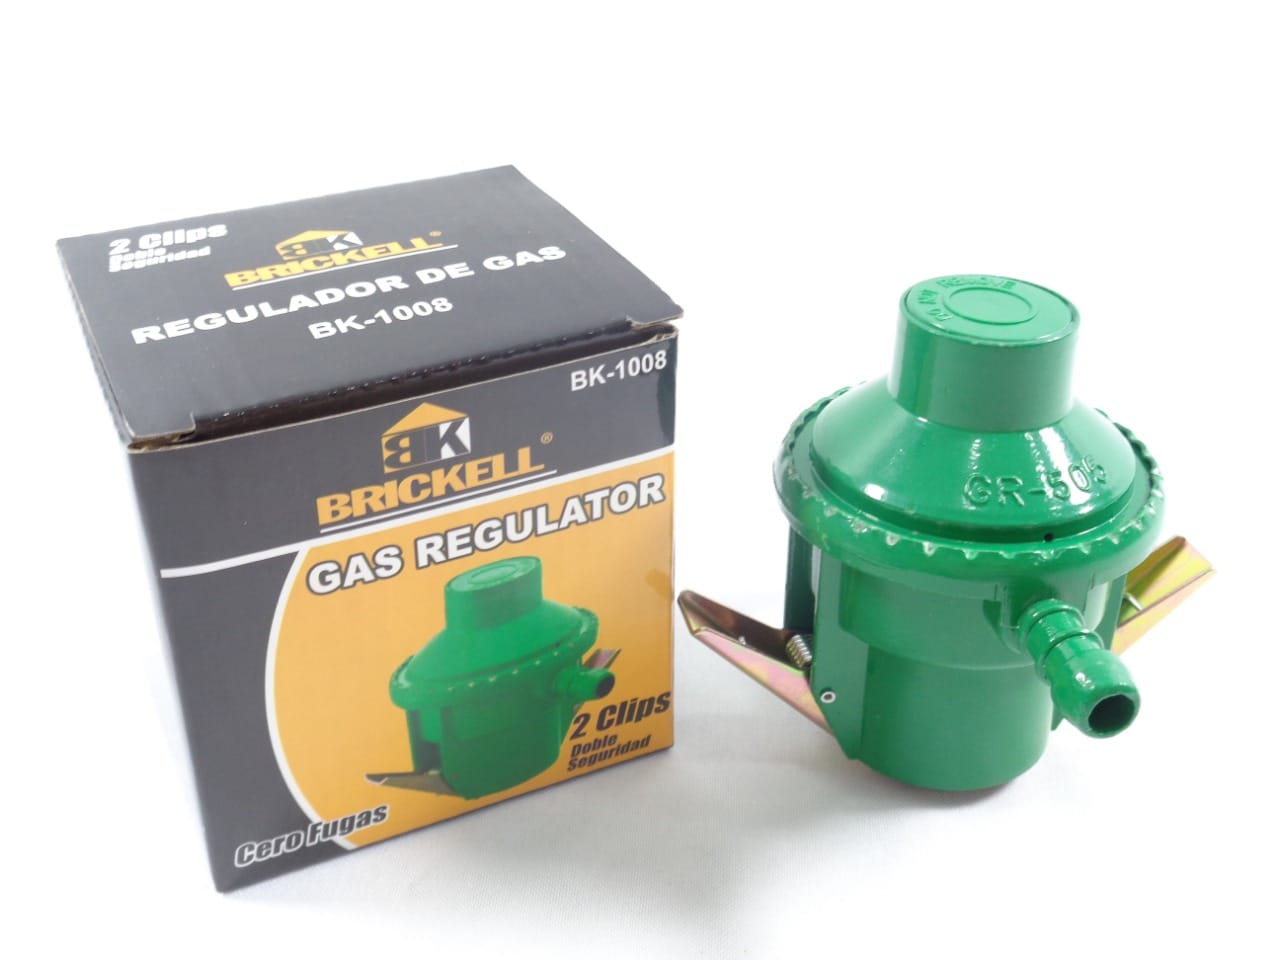 2 Clips
Doble
Seguridad
BK
BRICKELL®
REGULADOR DE GAS
BK-1008
BK-1008
BK
BRICKELL®
GAS REGULATOR
2 Clips
Doble
Seguridad
Cero Fugas
REMOVE
GR-505